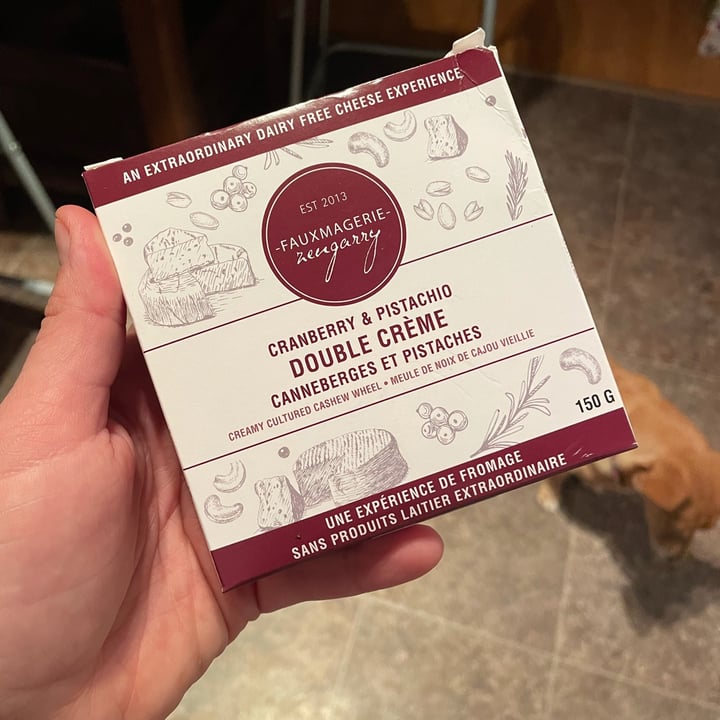 AN EXTRAORDINARY DAIRY FREE CHEESE EXPERIENCE
EST 2013
-FAUXMAGERIE-
zengarry
CRANBERRY & PISTACHIO
DOUBLE CRÈME
CANNEBERGES ET PISTACHES
CREAMY CULTURED CASHEW WHEEL • MEULE DE NOIX DE CAJOU VIEILLIE
150 G
UNE EXPÉRIENCE DE FROMAGE
SANS PRODUITS LAITIER EXTRAORDINAIRE